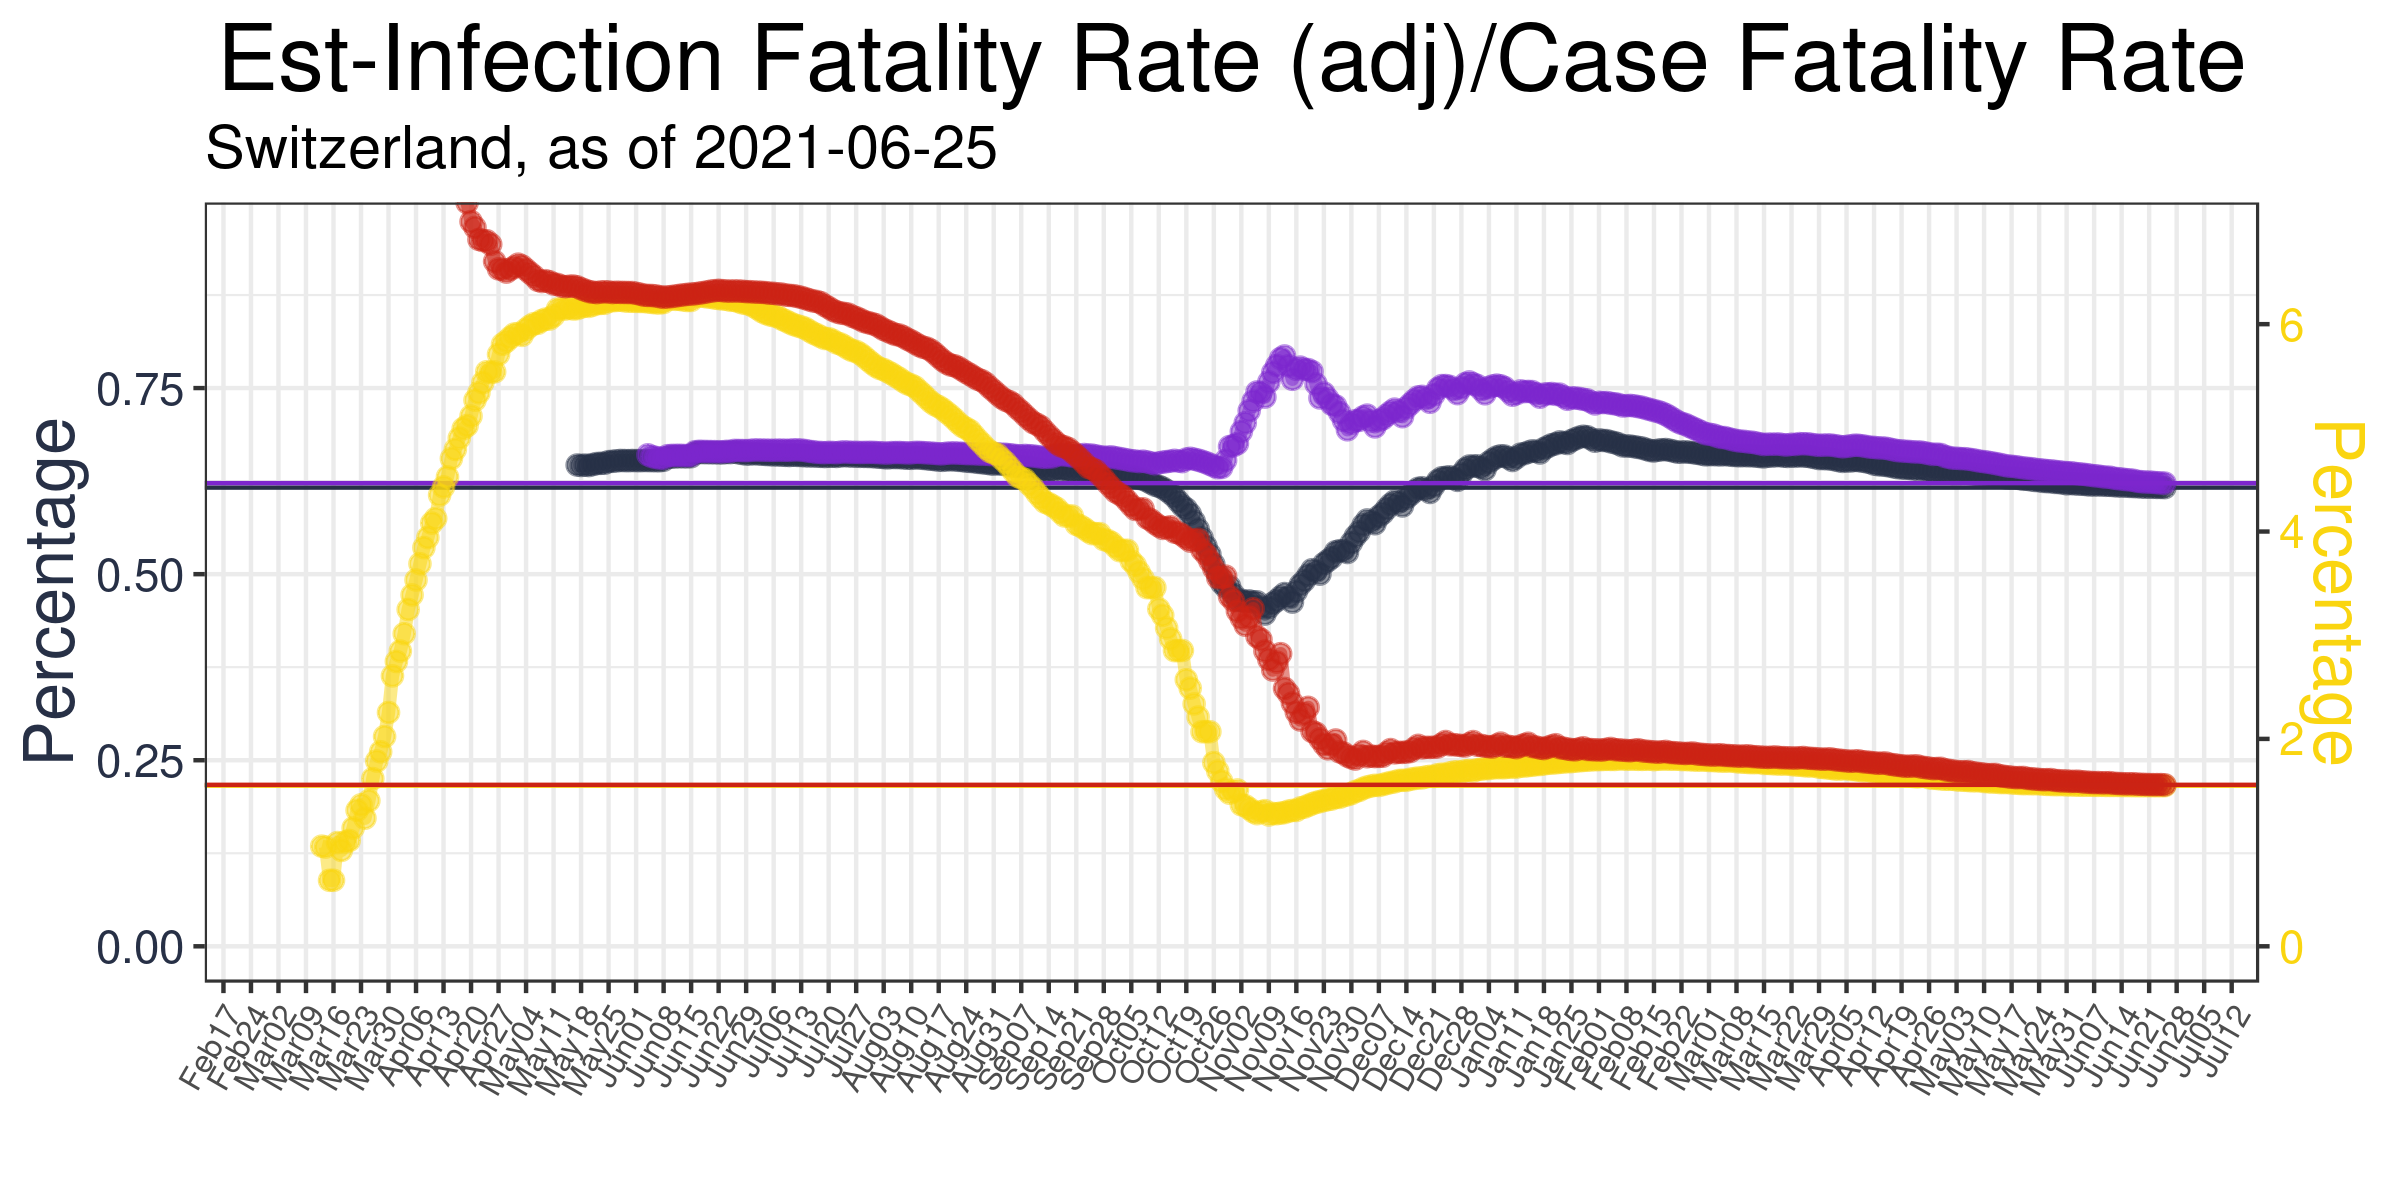 Est-Infection Fatality Rate (adj)/Case Fatality Rate
Switzerland, as of 2021-06-25
Percentage
0.75
0.50
0.25
0.00
6
4
2
0
Percentage
Feb17
Feb24
Mar02
Mar09
Mar16
Mar23
Mar30
Apr06
Apr13
Apr20
Apr27
May04
May11
May18
May25
Jun01
Jun08
Jun15
Jun22
Jun29
Jul06
Jul13
Jul20
Jul27
Aug03
Aug10
Aug17
Aug24
Aug31
Sep07
Sep14
Sep21
Sep28
Oct05
Oct12
Oct19
Oct26
Nov02
Nov09
Nov16
Nov23
Nov30
Dec07
Dec14
Dec21
Dec28
Jan04
Jan11
Jan18
Jan25
Feb01
Feb08
Feb15
Feb22
Mar01
Mar08
Mar15
Mar22
Mar29
Apr05
Apr12
Apr19
Apr26
May03
May10
May17
May24
May31
Jun07
Jun14
Jun21
Jun28
Jul05
Jul12